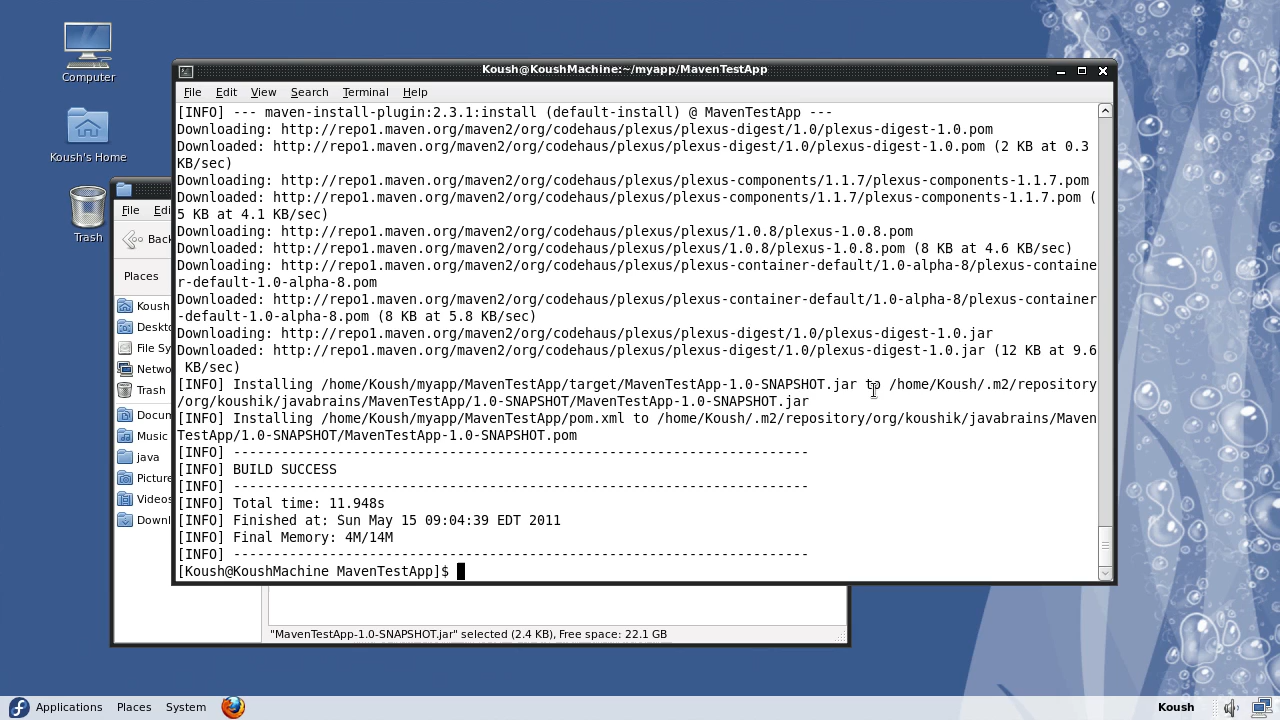 Computer
Koush's Home
Trash
Koush@KoushMachine:~/myapp/MavenTestApp
File Edit View Search Terminal Help
[INFO] --- maven-install-plugin:2.3.1:install (default-install) @ MavenTestApp ---
Downloading: http://repo1.maven.org/maven2/org/codehaus/plexus/plexus-digest/1.0/plexus-digest-1.0.pom
Downloaded: http://repo1.maven.org/maven2/org/codehaus/plexus/plexus-digest/1.0/plexus-digest-1.0.pom (2 KB at 0.3
KB/sec)
Downloading: http://repo1.maven.org/maven2/org/codehaus/plexus/plexus-components/1.1.7/plexus-components-1.1.7.pom
Downloaded: http://repo1.maven.org/maven2/org/codehaus/plexus/plexus-components/1.1.7/plexus-components-1.1.7.pom (
5 KB at 4.1 KB/sec)
Downloading: http://repo1.maven.org/maven2/org/codehaus/plexus/plexus/1.0.8/plexus-1.0.8.pom
Downloaded: http://repo1.maven.org/maven2/org/codehaus/plexus/plexus/1.0.8/plexus-1.0.8.pom (8 KB at 4.6 KB/sec)
Downloading: http://repo1.maven.org/maven2/org/codehaus/plexus/plexus-container-default/1.0-alpha-8/plexus-containe
r-default-1.0-alpha-8.pom
Downloaded: http://repo1.maven.org/maven2/org/codehaus/plexus/plexus-container-default/1.0-alpha-8/plexus-container
-default-1.0-alpha-8.pom (8 KB at 5.8 KB/sec)
Downloading: http://repo1.maven.org/maven2/org/codehaus/plexus/plexus-digest/1.0/plexus-digest-1.0.jar
Downloaded: http://repo1.maven.org/maven2/org/codehaus/plexus/plexus-digest/1.0/plexus-digest-1.0.jar (12 KB at 9.6
KB/sec)
[INFO] Installing /home/Koush/myapp/MavenTestApp/target/MavenTestApp-1.0-SNAPSHOT.jar to /home/Koush/.m2/repository
/org/koushik/javabrains/MavenTestApp/1.0-SNAPSHOT/MavenTestApp-1.0-SNAPSHOT.jar
[INFO] Installing /home/Koush/myapp/MavenTestApp/pom.xml to /home/Koush/.m2/repository/org/koushik/javabrains/Maven
TestApp/1.0-SNAPSHOT/MavenTestApp-1.0-SNAPSHOT.pom
[INFO] ------------------------------------------------------------------------
[INFO] BUILD SUCCESS
[INFO] ------------------------------------------------------------------------
[INFO] Total time: 11.948s
[INFO] Finished at: Sun May 15 09:04:39 EDT 2011
[INFO] Final Memory: 4M/14M
[INFO] ------------------------------------------------------------------------
[Koush@KoushMachine MavenTestApp]$
File Edi
Back
Places
Koush
Deskto
File Sy
Netwo
Trash
Docum
Music
java
Picture
Videos
Downl
"MavenTestApp-1.0-SNAPSHOT.jar" selected (2.4 KB), Free space: 22.1 GB
Applications Places System
Koush